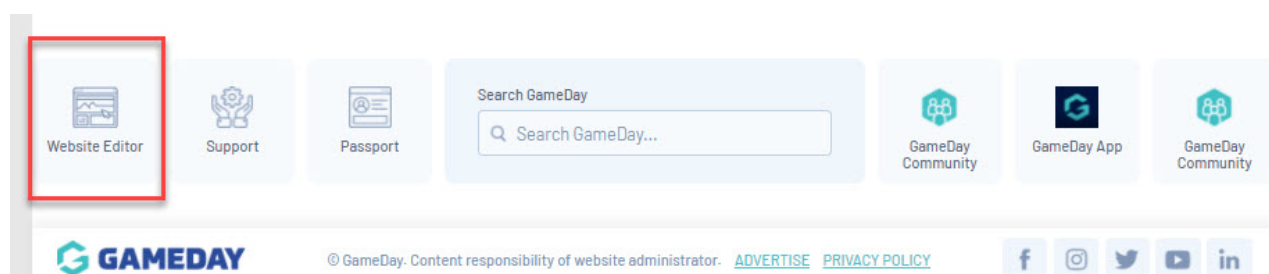 Search GameDay
Search GameDay...
Website Editor
Support
Passport
GameDay
Community
GameDay App
GameDay
Community
GAMEDAY
© GameDay. Content responsibility of website administrator. ADVERTISE PRIVACY POLICY